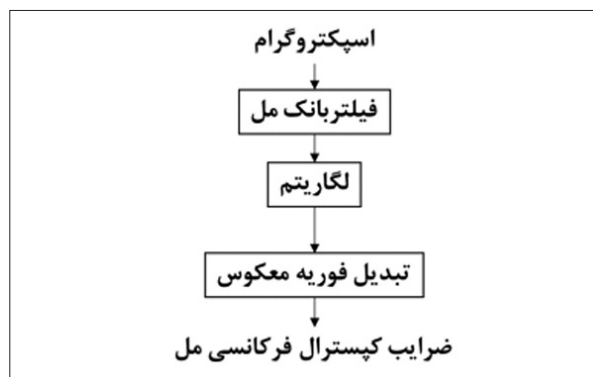 اسپکتروگرام
فیلتربانک مل
لگاریتم
تبدیل فوریه معکوس
ضرایب کپسترال فرکانسی مل